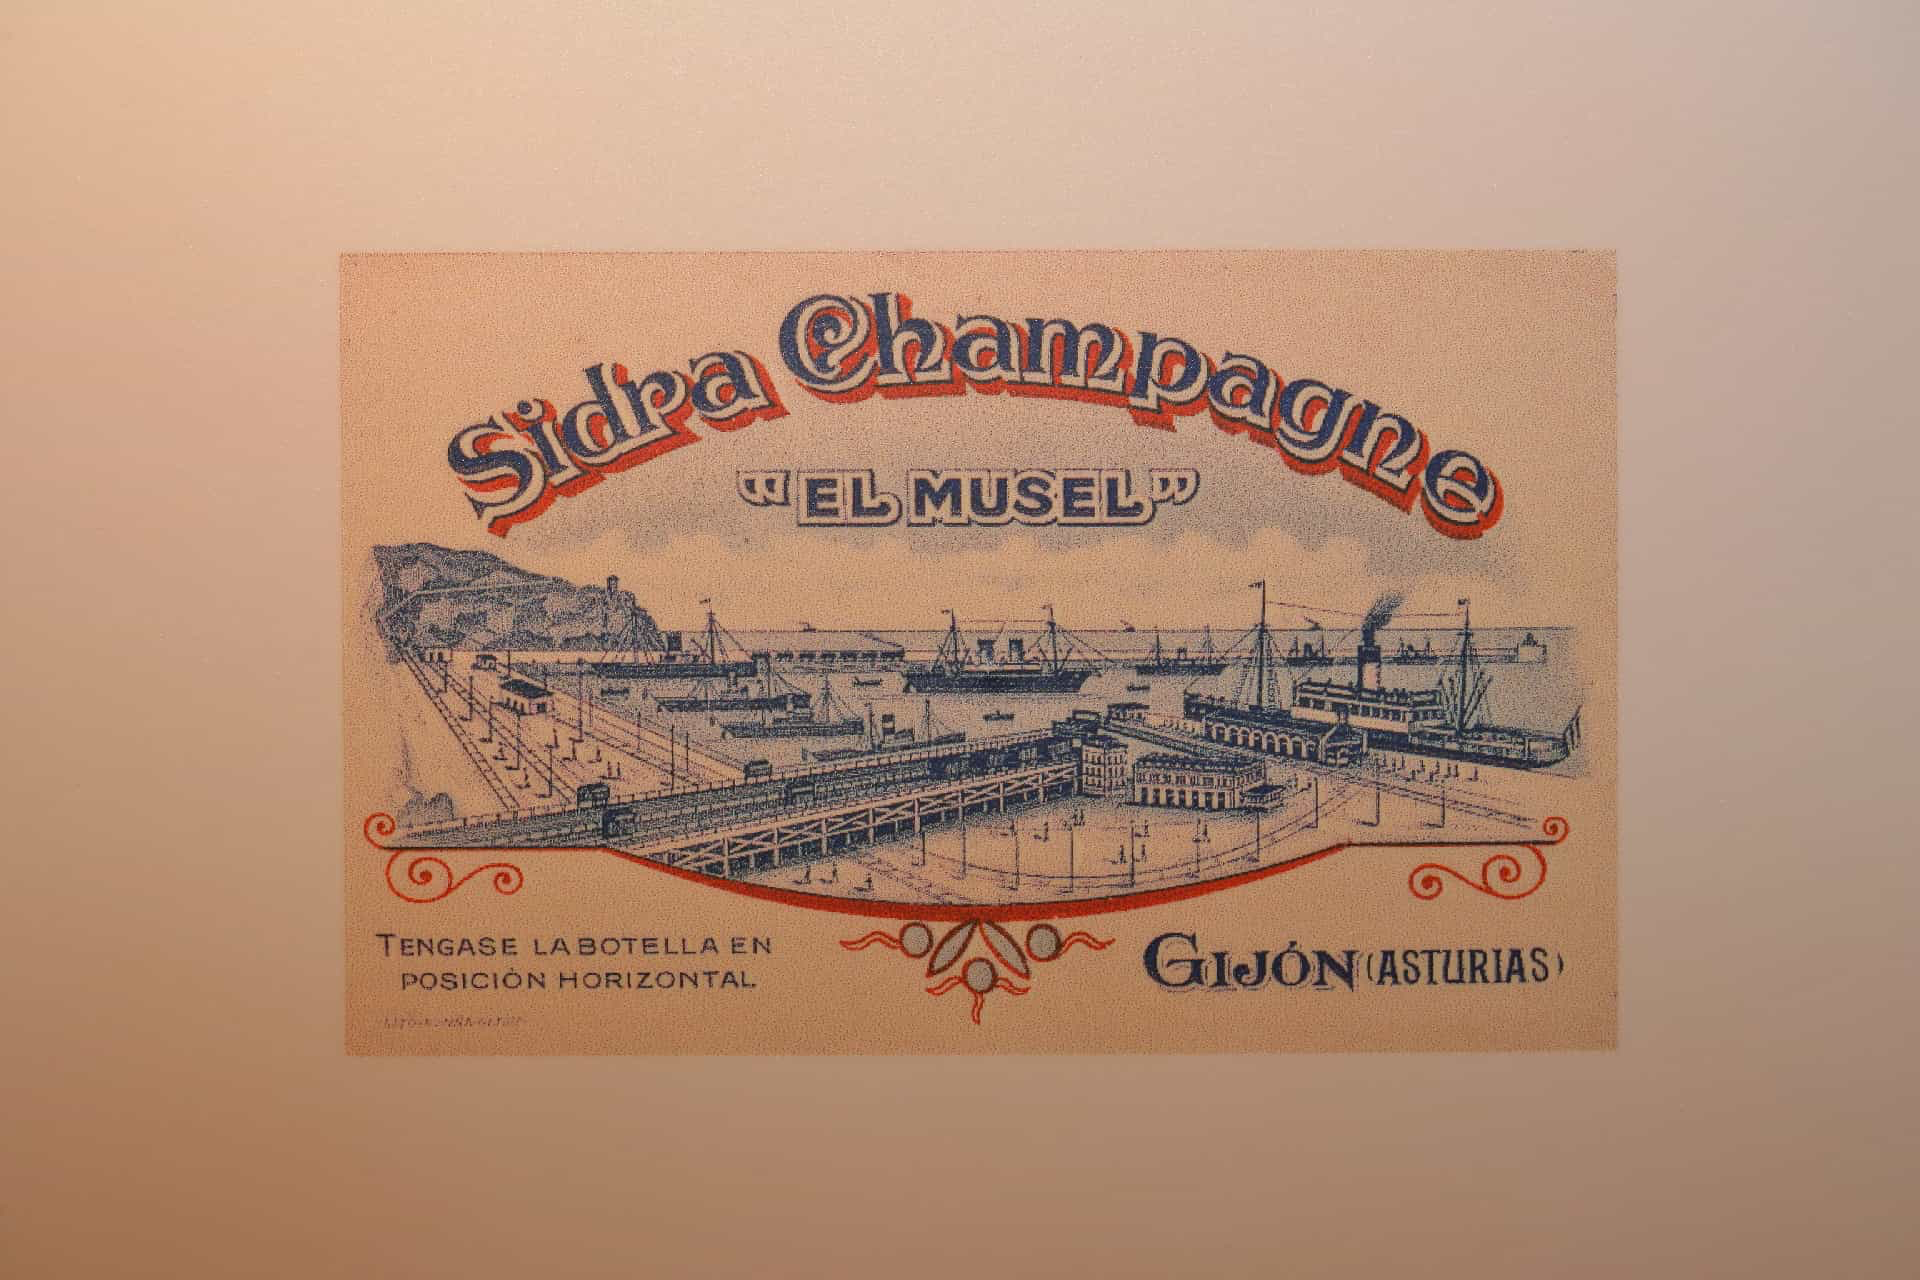 Sidra Champagne
“EL MUSEL”
TENGASE LA BOTELLA EN
POSICIÓN HORIZONTAL.
GIJÓN (ASTURIAS)